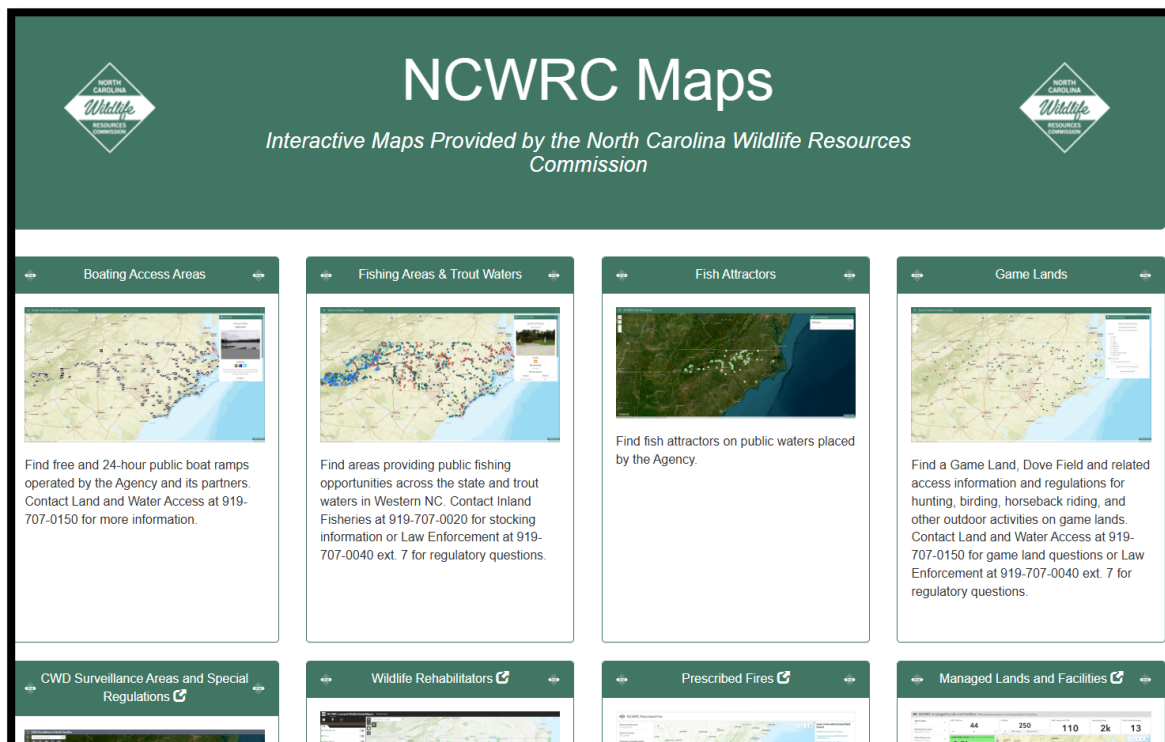 NORTH
CAROLINA
Wildlife
RESOURCES
COMMISSION
NCWRC Maps
Interactive Maps Provided by the North Carolina Wildlife Resources
Commission
NORTH
CAROLINA
Wildlife
RESOURCES
COMMISSION
Boating Access Areas
Find free and 24-hour public boat ramps
operated by the Agency and its partners.
Contact Land and Water Access at 919-
707-0150 for more information.
Fishing Areas & Trout Waters
Find areas providing public fishing
opportunities across the state and trout
waters in Western NC. Contact Inland
Fisheries at 919-707-0020 for stocking
information or Law Enforcement at 919-
707-0040 ext. 7 for regulatory questions.
Fish Attractors
Find fish attractors on public waters placed
by the Agency.
Game Lands
Find a Game Land, Dove Field and related
access information and regulations for
hunting, birding, horseback riding, and
other outdoor activities on game lands.
Contact Land and Water Access at 919-
707-0150 for game land questions or Law
Enforcement at 919-707-0040 ext. 7 for
regulatory questions.
CWD Surveillance Areas and Special
Regulations
Wildlife Rehabilitators
Prescribed Fires
NCWRC Prescribed Fire
Managed Lands and Facilities
44
250
110
2k
13